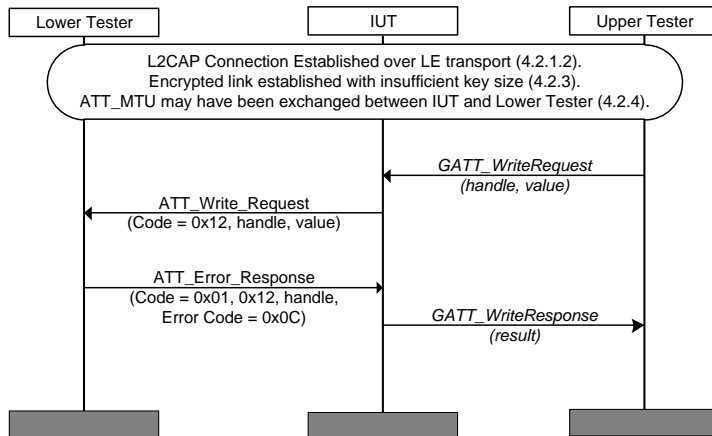 Lower Tester
IUT
Upper Tester
L2CAP Connection Established over LE transport (4.2.1.2).
Encrypted link established with insufficient key size (4.2.3).
ATT_MTU may have been exchanged between IUT and Lower Tester (4.2.4).
GATT_WriteRequest
(handle, value)
ATT_Write_Request
(Code = 0x12, handle, value)
ATT_Error_Response
(Code = 0x01, 0x12, handle,
Error Code = 0x0C)
GATT_WriteResponse
(result)